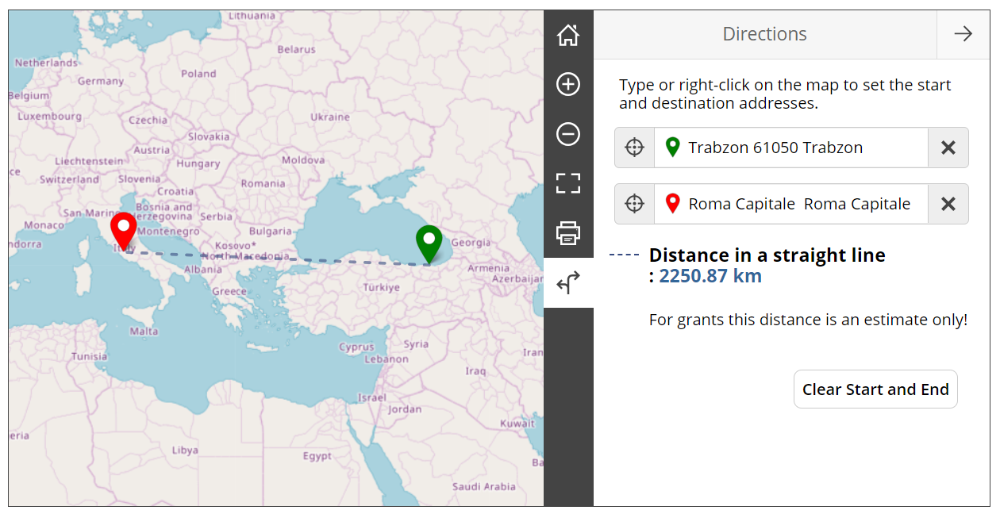 Lithuania
Belarus
Netherlands
Germany
Poland
Belgium
Luxembourg
Czechia
Ukraine
Slovakia
Austria
Liechtenstein
Hungary
Moldova
ce
Switzerland
Slovenia
Romania
Croatia
Bosnia and
Herzegovina
San Marino
Serbia
Monaco
Montenegro
Bulgaria
ndorra
Italy
Kosovo*
Georgia
North Macedonia
Albania
Armenia
Azerbaijan
Greece
Türkiye
Malta
Tunisia
Cyprus
Syria
Lebanon
Iran
Iraq
Israel
Jordan
Kuwait
eria
Libya
Egypt
Ba
Saudi Arabia
Directions
Type or right-click on the map to set the start
and destination addresses.
Trabzon 61050 Trabzon
Roma Capitale  Roma Capitale
Distance in a straight line
: 2250.87 km
For grants this distance is an estimate only!
Clear Start and End